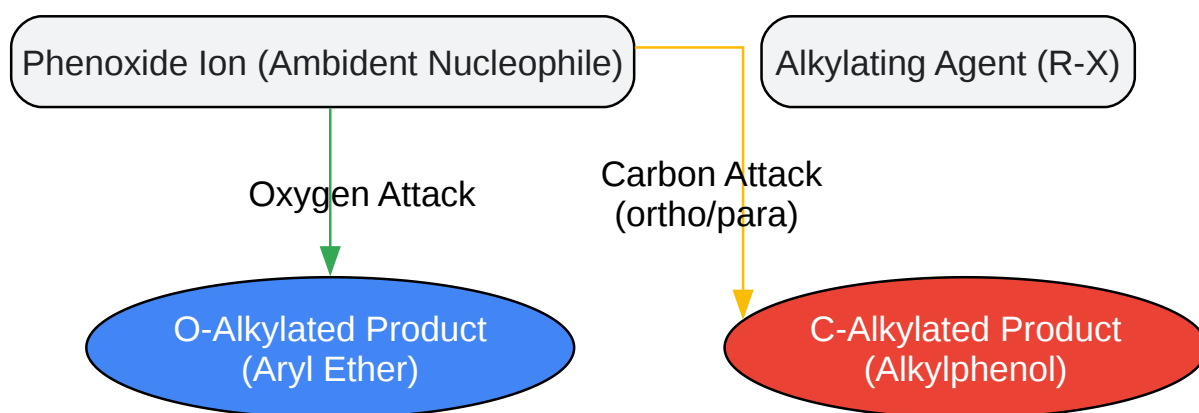 Phenoxide Ion (Ambident Nucleophile)
Alkylating Agent (R-X)
Oxygen Attack
Carbon Attack
(ortho/para)
O-Alkylated Product
(Aryl Ether)
C-Alkylated Product
(Alkylphenol)